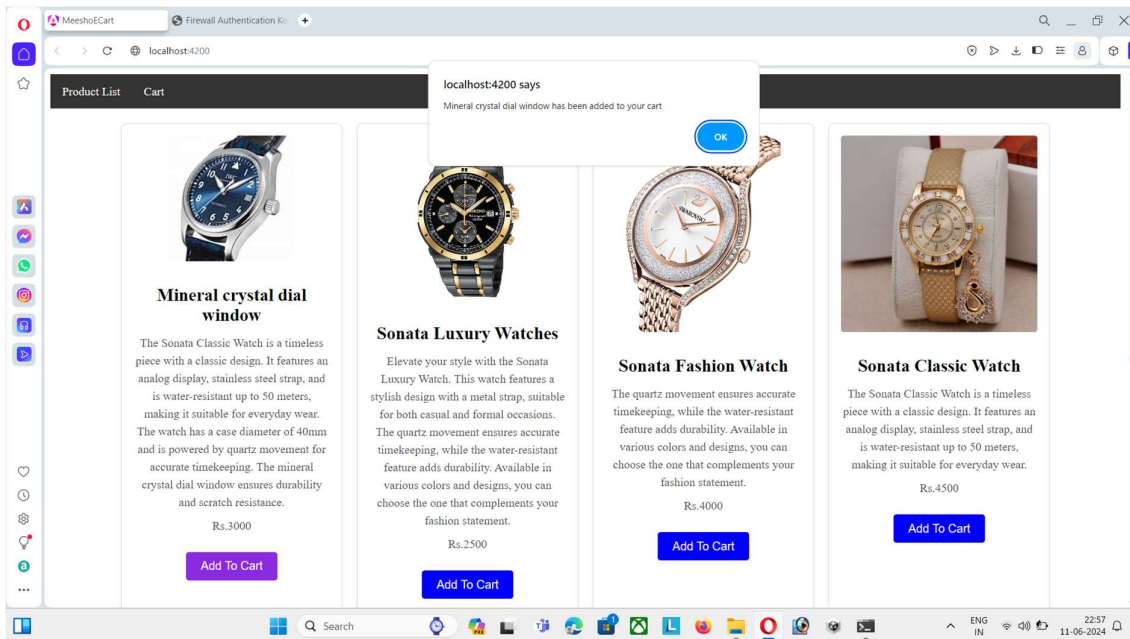 MeeshoECart
Firewall Authentication Ke
localhost:4200
Product List Cart
localhost:4200 says
Mineral crystal dial window has been added to your cart
OK
IWC
SEIKO
SWAROVSKI
Mineral crystal dial
window
The Sonata Classic Watch is a timeless
piece with a classic design. It features an
analog display, stainless steel strap, and
is water-resistant up to 50 meters,
making it suitable for everyday wear.
The watch has a case diameter of 40mm
and is powered by quartz movement for
accurate timekeeping. The mineral
crystal dial window ensures durability
and scratch resistance.
Rs.3000
Add To Cart
Sonata Luxury Watches
Elevate your style with the Sonata
Luxury Watch. This watch features a
stylish design with a metal strap, suitable
for both casual and formal occasions.
The quartz movement ensures accurate
timekeeping, while the water-resistant
feature adds durability. Available in
various colors and designs, you can
choose the one that complements your
fashion statement.
Rs.2500
Add To Cart
Sonata Fashion Watch
The quartz movement ensures accurate
timekeeping, while the water-resistant
feature adds durability. Available in
various colors and designs, you can
choose the one that complements your
fashion statement.
Rs.4000
Add To Cart
Sonata Classic Watch
The Sonata Classic Watch is a timeless
piece with a classic design. It features an
analog display, stainless steel strap, and
is water-resistant up to 50 meters,
making it suitable for everyday wear.
Rs.4500
Add To Cart
Search
ENG
IN
22:57
11-06-2024